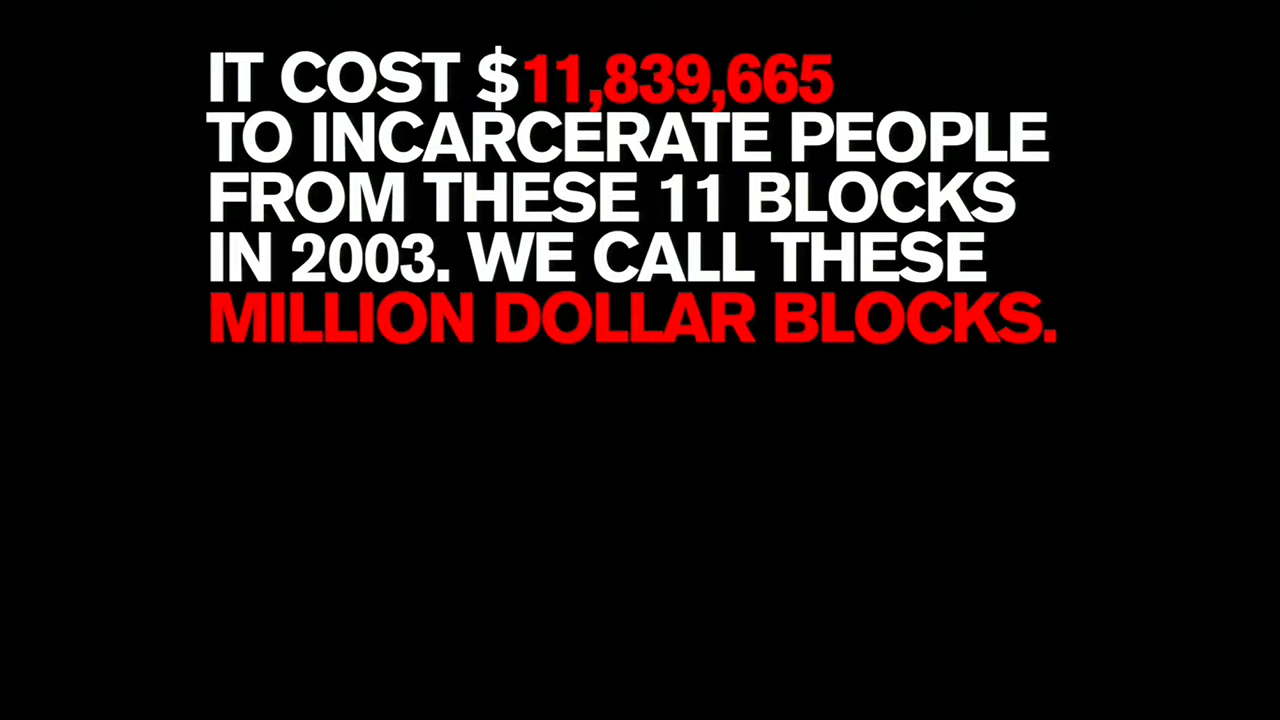 IT COST $11,839,665
TO INCARCERATE PEOPLE
FROM THESE 11 BLOCKS
IN 2003. WE CALL THESE
MILLION DOLLAR BLOCKS.